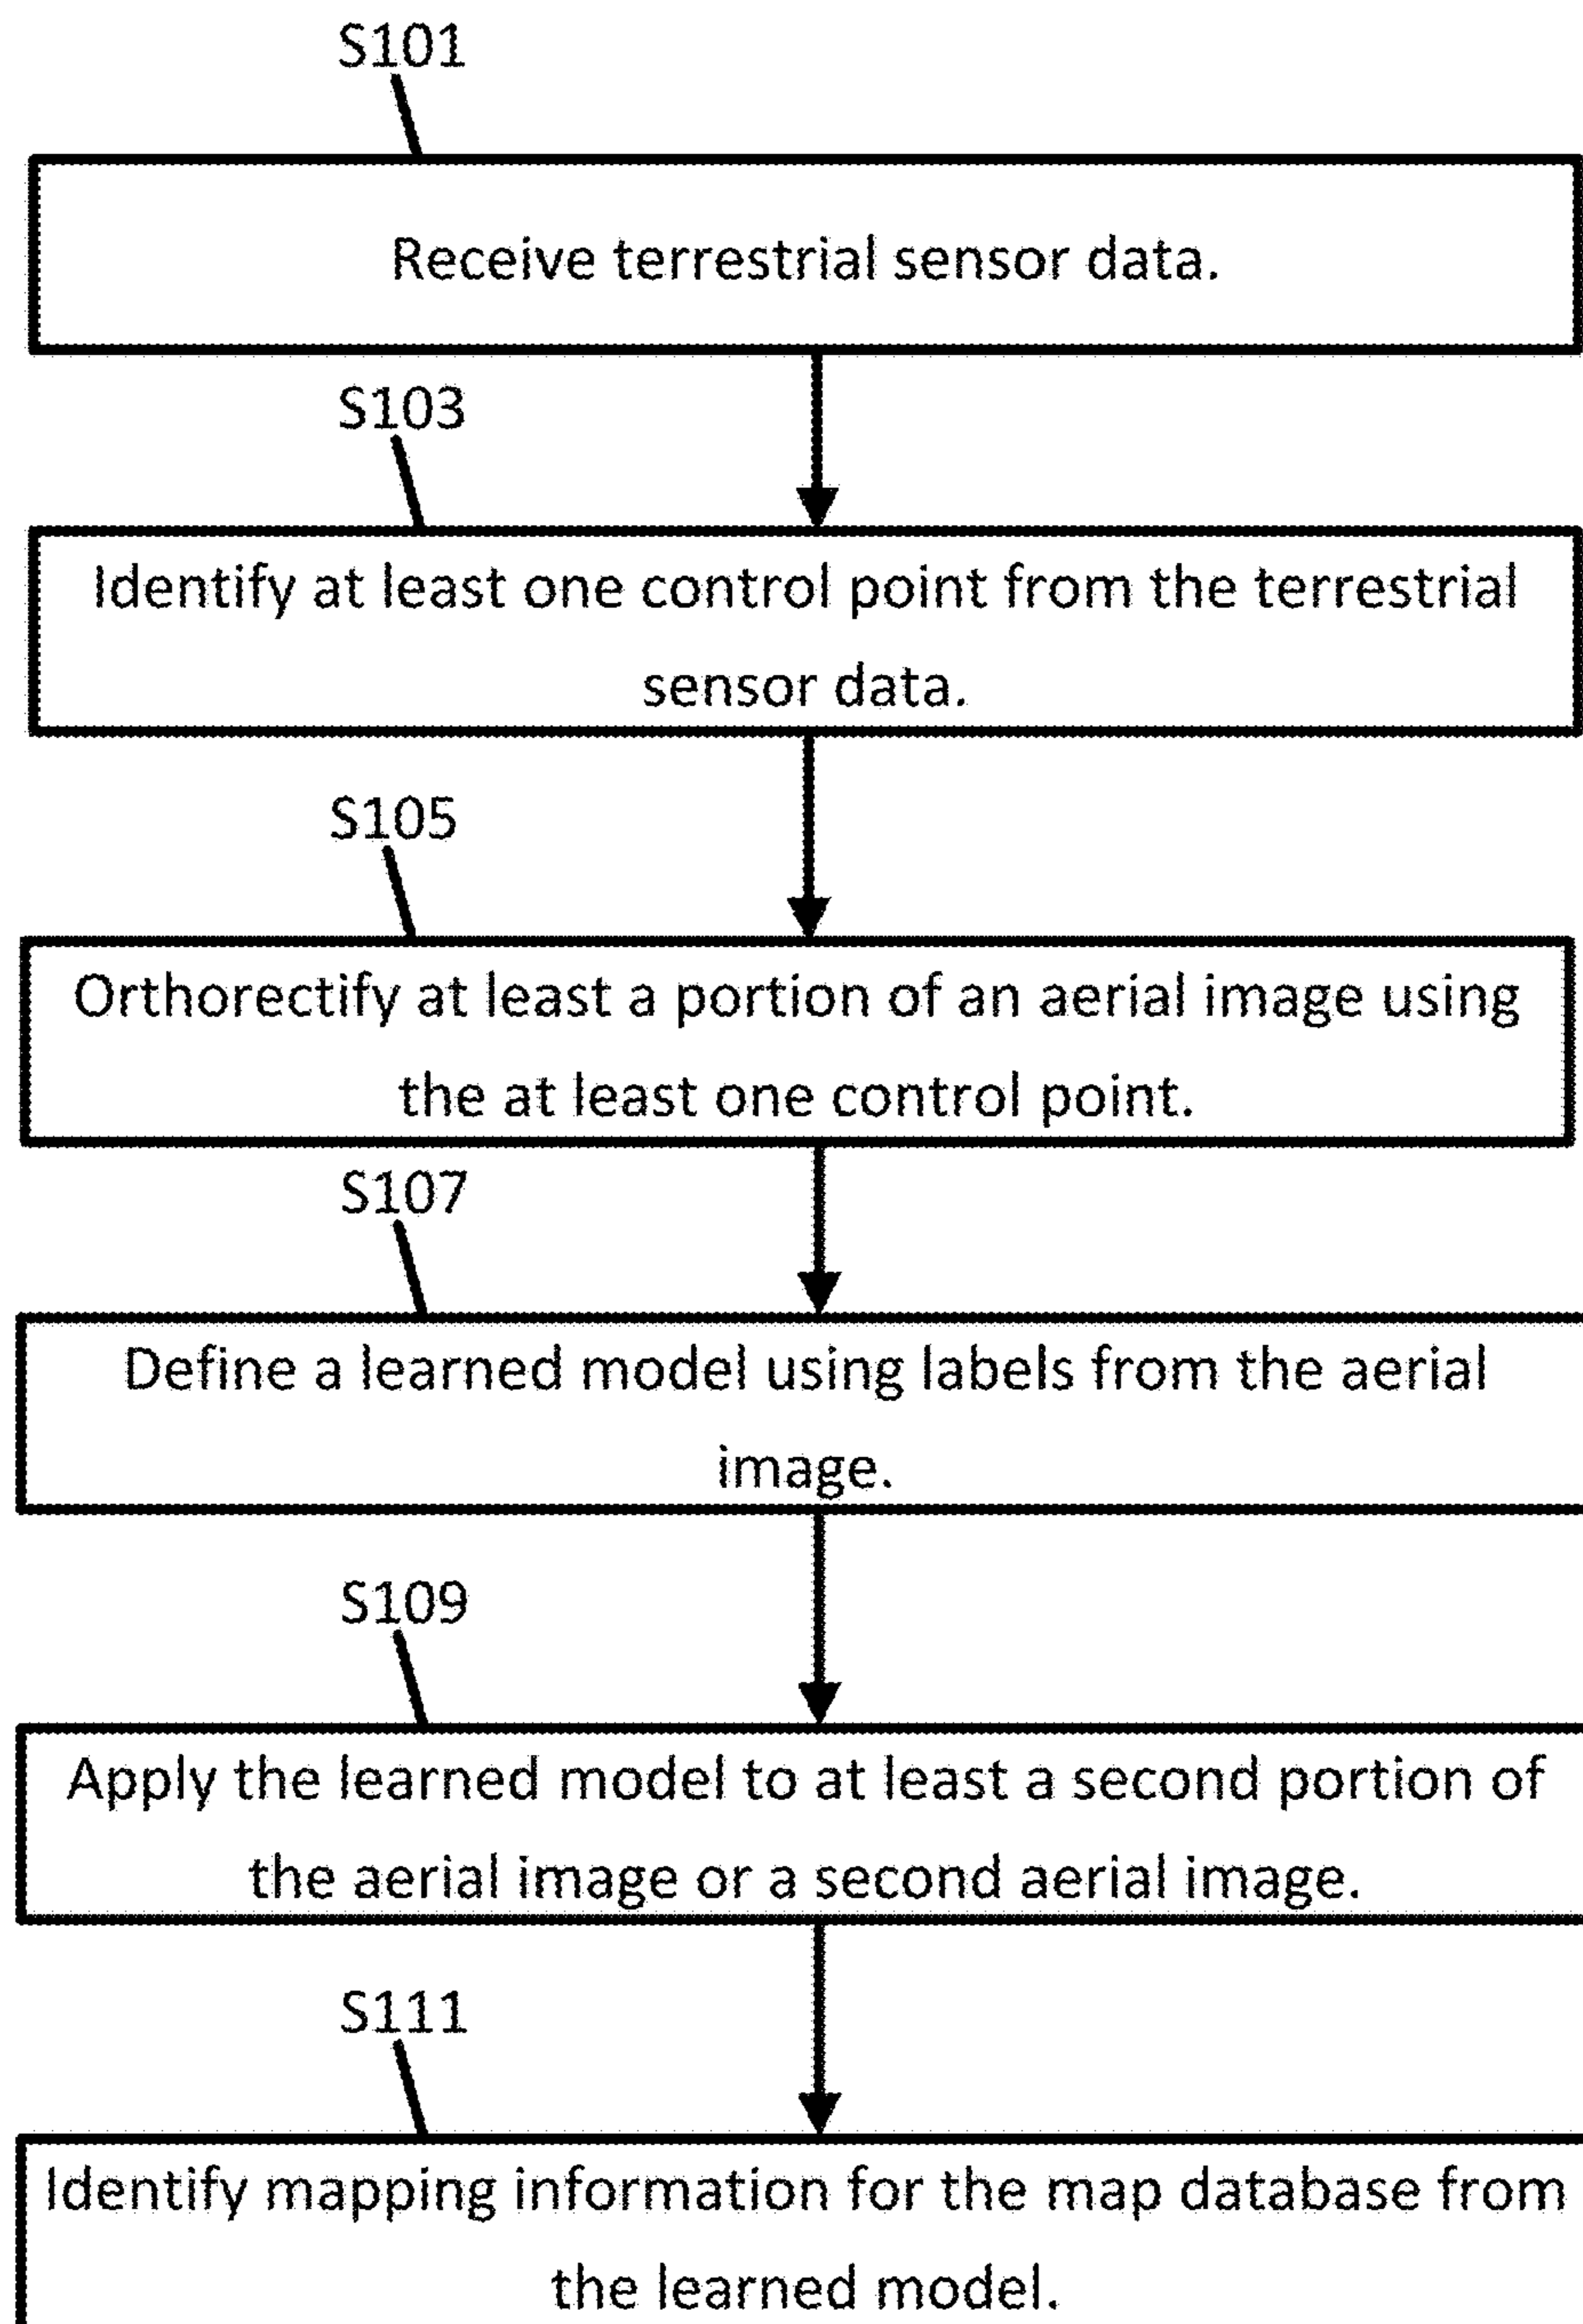 S101
Receive terrestrial sensor data.
S103
Identify at least one control point from the terrestrial
sensor data.
S105
Orthorectify at least a portion of an aerial image using
the at least one control point.
S107
Define a learned model using labels from the aerial
image.
S109
Apply the learned model to at least a second portion of
the aerial image or a second aerial image.
S111
Identify mapping information for the map database from
the learned model.